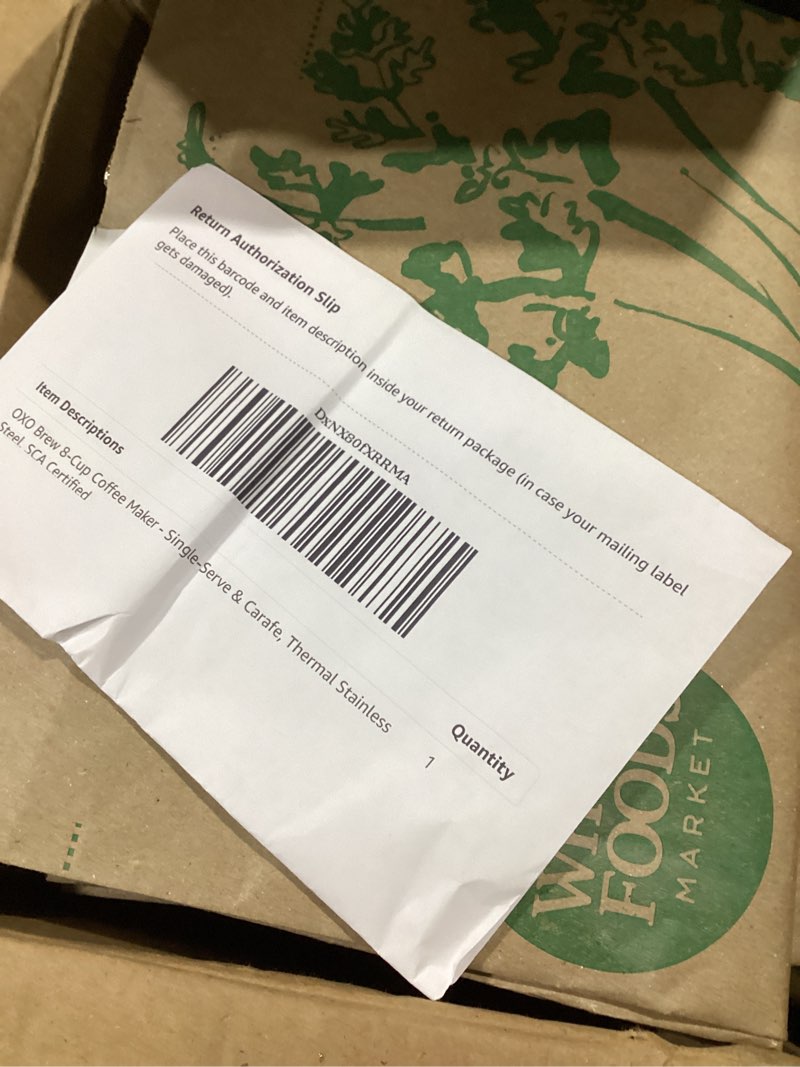 Return Authorization Slip
Place this barcode and item description inside your return package (in case your mailing label
gets damaged).
DxNX80fXRRMA
Item Descriptions
Quantity
OXO Brew 8-Cup Coffee Maker - Single-Serve & Carafe, Thermal Stainless
Steel, SCA Certified
1
FOODS
MARKET